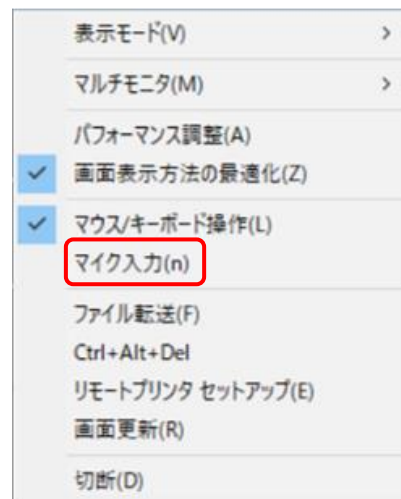 表示モード(V)
マルチモニタ(M)
パフォーマンス調整(A)
画面表示方法の最適化(Z)
マウス/キーボード操作(L)
マイク入力(n)
ファイル転送(F)
Ctrl+Alt+Del
リモートプリンタ セットアップ(E)
画面更新(R)
切断(D)